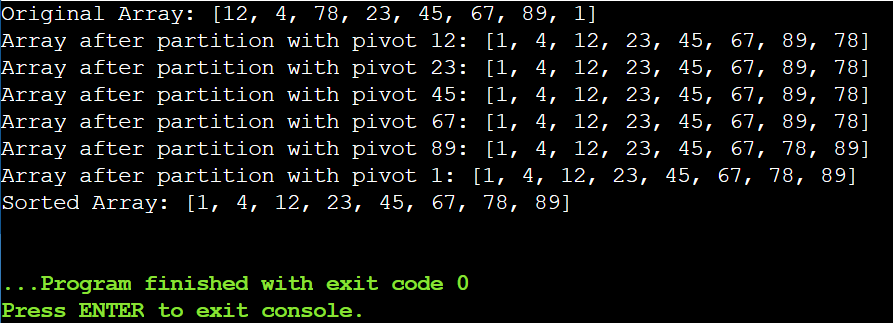 Original Array: [12, 4, 78, 23, 45, 67, 89, 1]
Array after partition with pivot 12: [1, 4, 12, 23, 45, 67, 89, 78]
Array after partition with pivot 23: [1, 4, 12, 23, 45, 67, 89, 78]
Array after partition with pivot 45: [1, 4, 12, 23, 45, 67, 89, 78]
Array after partition with pivot 67: [1, 4, 12, 23, 45, 67, 89, 78]
Array after partition with pivot 89: [1, 4, 12, 23, 45, 67, 78, 89]
Array after partition with pivot 1: [1, 4, 12, 23, 45, 67, 78, 89]
Sorted Array: [1, 4, 12, 23, 45, 67, 78, 89]
...Program finished with exit code 0
Press ENTER to exit console.